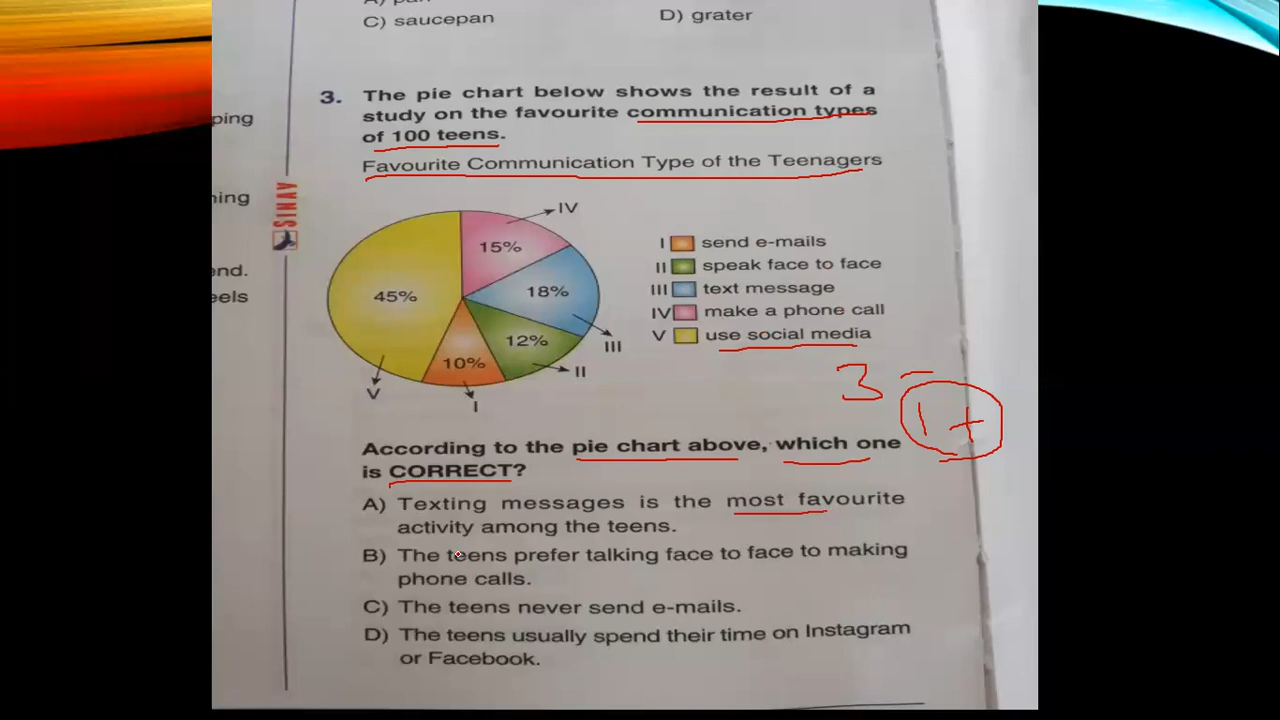 C) saucepan
D) grater
ping
ning
end.
eels
SINAV
3. The pie chart below shows the result of a
study on the favourite communication types
of 100 teens.
Favourite Communication Type of the Teenagers
IV
15%
18%
45%
12%
10%
III
II
V
I
I send e-mails
II speak face to face
III text message
IV make a phone call
V use social media
3 -
1 +
According to the pie chart above, which one
is CORRECT?
A) Texting messages is the most favourite
activity among the teens.
B) The teens prefer talking face to face to making
phone calls.
C) The teens never send e-mails.
D) The teens usually spend their time on Instagram
or Facebook.